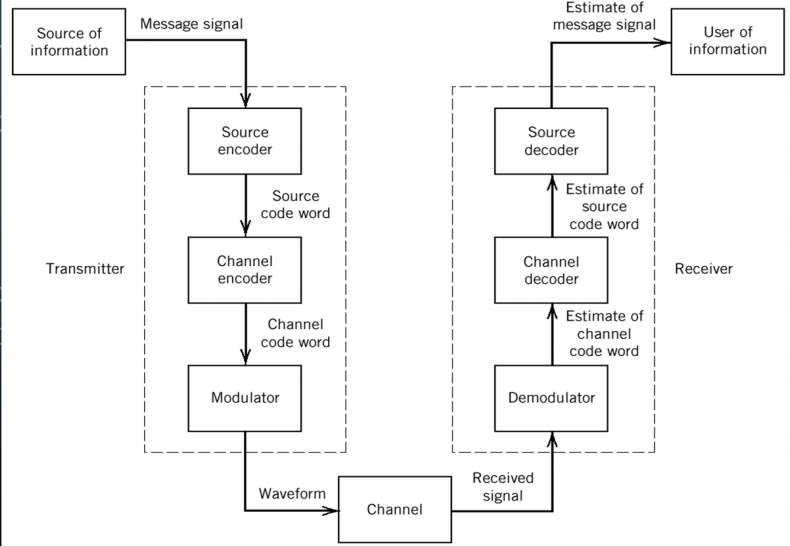 Source of
information
Message signal
Source
encoder
Source
code word
Channel
encoder
Channel
code word
Modulator
Transmitter
Waveform
Channel
Received
signal
Demodulator
Estimate of
channel
code word
Channel
decoder
Estimate of
source
code word
Source
decoder
Receiver
Estimate of
message signal
User of
information